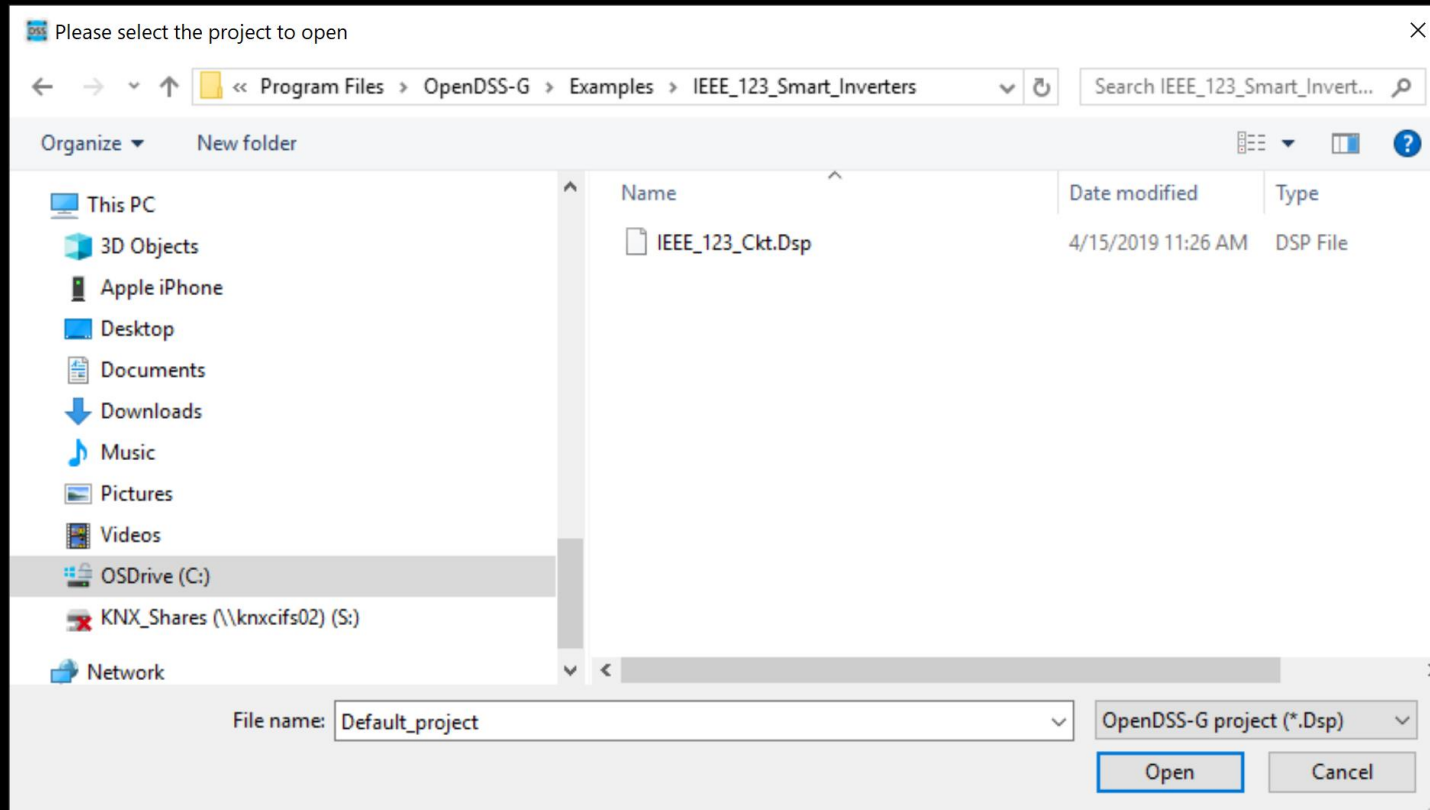 DSS Please select the project to open
« Program Files > OpenDSS-G > Examples > IEEE_123_Smart_Inverters Search IEEE_123_Smart_Invert...
Organize New folder ?
Name Date modified Type
IEEE_123_Ckt.Dsp 4/15/2019 11:26 AM DSP File
This PC
3D Objects
Apple iPhone
Desktop
Documents
Downloads
Music
Pictures
Videos
OSDrive (C:)
KNX_Shares (\\knxcifs02) (S:)
Network
File name: Default_project OpenDSS-G project (*.Dsp)
Open Cancel